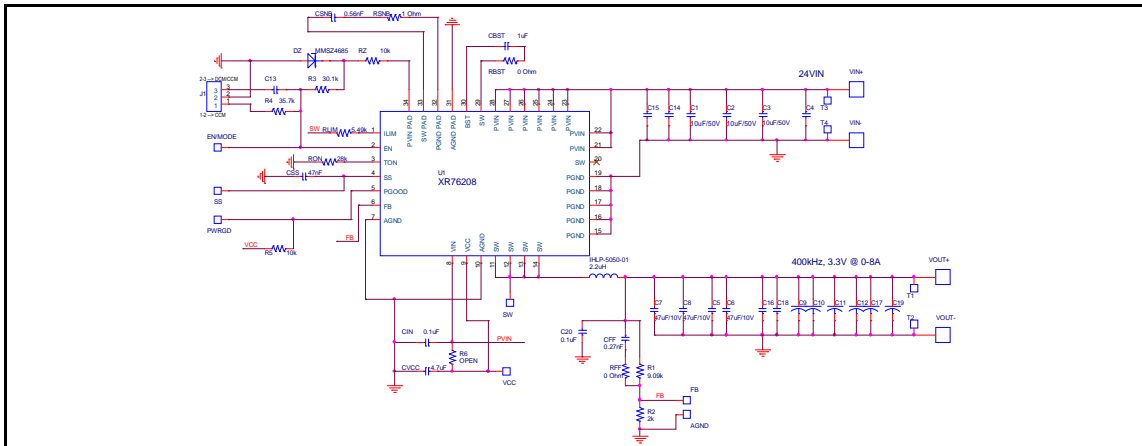 CSNB 0.56nF RSNB 1 Ohm
CBST 1uF
DZ MMSZ4685 RZ 10k
RBST
0 Ohm
24VIN
VIN+
2-3 --> DCM/CCM
C13 R3 30.1k
J1
3
2
1
R4 35.7k
1-2 --> CCM
34 33 32 31 30 29 28 27 26 25 24 23
PVIN PAD
SW PAD
PGND PAD
AGND PAD
BST
SW
PVIN
PVIN
PVIN
PVIN
PVIN
PVIN
C15 C14 C1 C2 C3 C4
10uF/50V 10uF/50V 10uF/50V
T3
T4
VIN-
SW RLIM 5.49k
1 ILIM
EN/MODE
2 EN
RON 28k
3 TON
CSS 47nF
4 SS
5 PGOOD
6 FB
7 AGND
SS
PWRGD
VCC
R5 10k
FB
U1
XR76208
PVIN 22
PVIN 21
SW 20
PGND 19
PGND 18
PGND 17
PGND 16
PGND 15
VIN
VCC
AGND
SW
SW
SW
SW
8 9 10 11 12 13 14
IHLP-5050-01
2.2uH
400kHz, 3.3V @ 0-8A
VOUT+
SW
C7 C8 C5 C6 C16 C18 C9 C10 C11 C12 C17 C19
47uF/10V 47uF/10V 47uF/10V
T1
T2
VOUT-
CIN 0.1uF
PVIN
R6
OPEN
CVCC 4.7uF
VCC
C20
0.1uF
CFF
0.27nF
RFF
0 Ohm
R1
9.09k
FB
FB
R2
2k
AGND